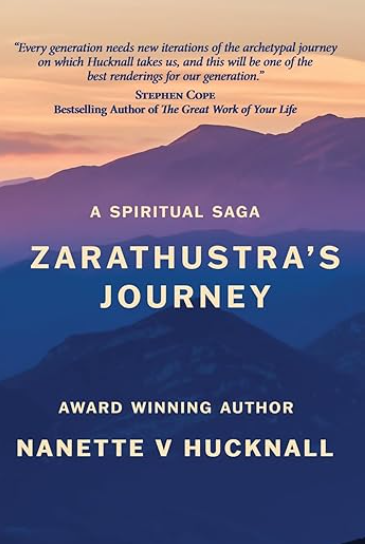 “Every generation needs new iterations of the archetypal journey
on which Hucknall takes us, and this will be one of the
best renderings for our generation.”
STEPHEN COPE
Bestselling Author of The Great Work of Your Life
A SPIRITUAL SAGA
ZARATHUSTRA’S
JOURNEY
AWARD WINNING AUTHOR
NANETTE V HUCKNALL